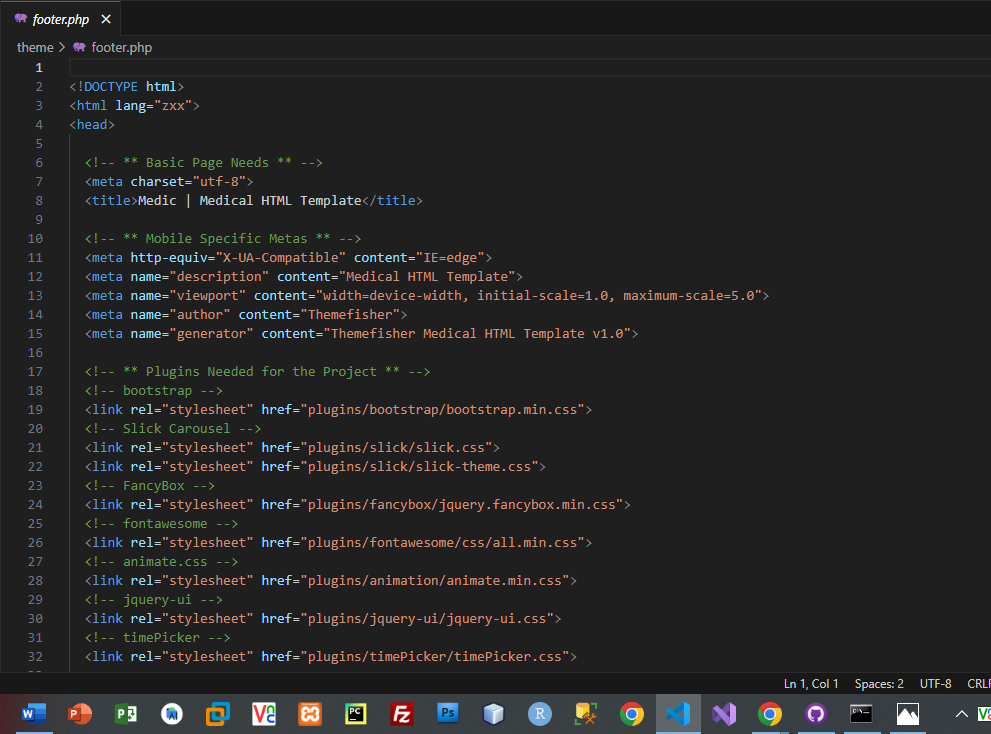 footer.php
theme > footer.php
1
2 <!DOCTYPE html>
3 <html lang="zxx">
4 <head>
5
6 <!-- ** Basic Page Needs ** -->
7 <meta charset="utf-8">
8 <title>Medic | Medical HTML Template</title>
9
10 <!-- ** Mobile Specific Metas ** -->
11 <meta http-equiv="X-UA-Compatible" content="IE=edge">
12 <meta name="description" content="Medical HTML Template">
13 <meta name="viewport" content="width=device-width, initial-scale=1.0, maximum-scale=5.0">
14 <meta name="author" content="Themefisher">
15 <meta name="generator" content="Themefisher Medical HTML Template v1.0">
16
17 <!-- ** Plugins Needed for the Project ** -->
18 <!-- bootstrap -->
19 <link rel="stylesheet" href="plugins/bootstrap/bootstrap.min.css">
20 <!-- Slick Carousel -->
21 <link rel="stylesheet" href="plugins/slick/slick.css">
22 <link rel="stylesheet" href="plugins/slick/slick-theme.css">
23 <!-- FancyBox -->
24 <link rel="stylesheet" href="plugins/fancybox/jquery.fancybox.min.css">
25 <!-- fontawesome -->
26 <link rel="stylesheet" href="plugins/fontawesome/css/all.min.css">
27 <!-- animate.css -->
28 <link rel="stylesheet" href="plugins/animation/animate.min.css">
29 <!-- jquery-ui -->
30 <link rel="stylesheet" href="plugins/jquery-ui/jquery-ui.css">
31 <!-- timePicker -->
32 <link rel="stylesheet" href="plugins/timePicker/timePicker.css">
Ln 1, Col 1 Spaces: 2 UTF-8 CRLF
W P P V2 PC Fz Ps R